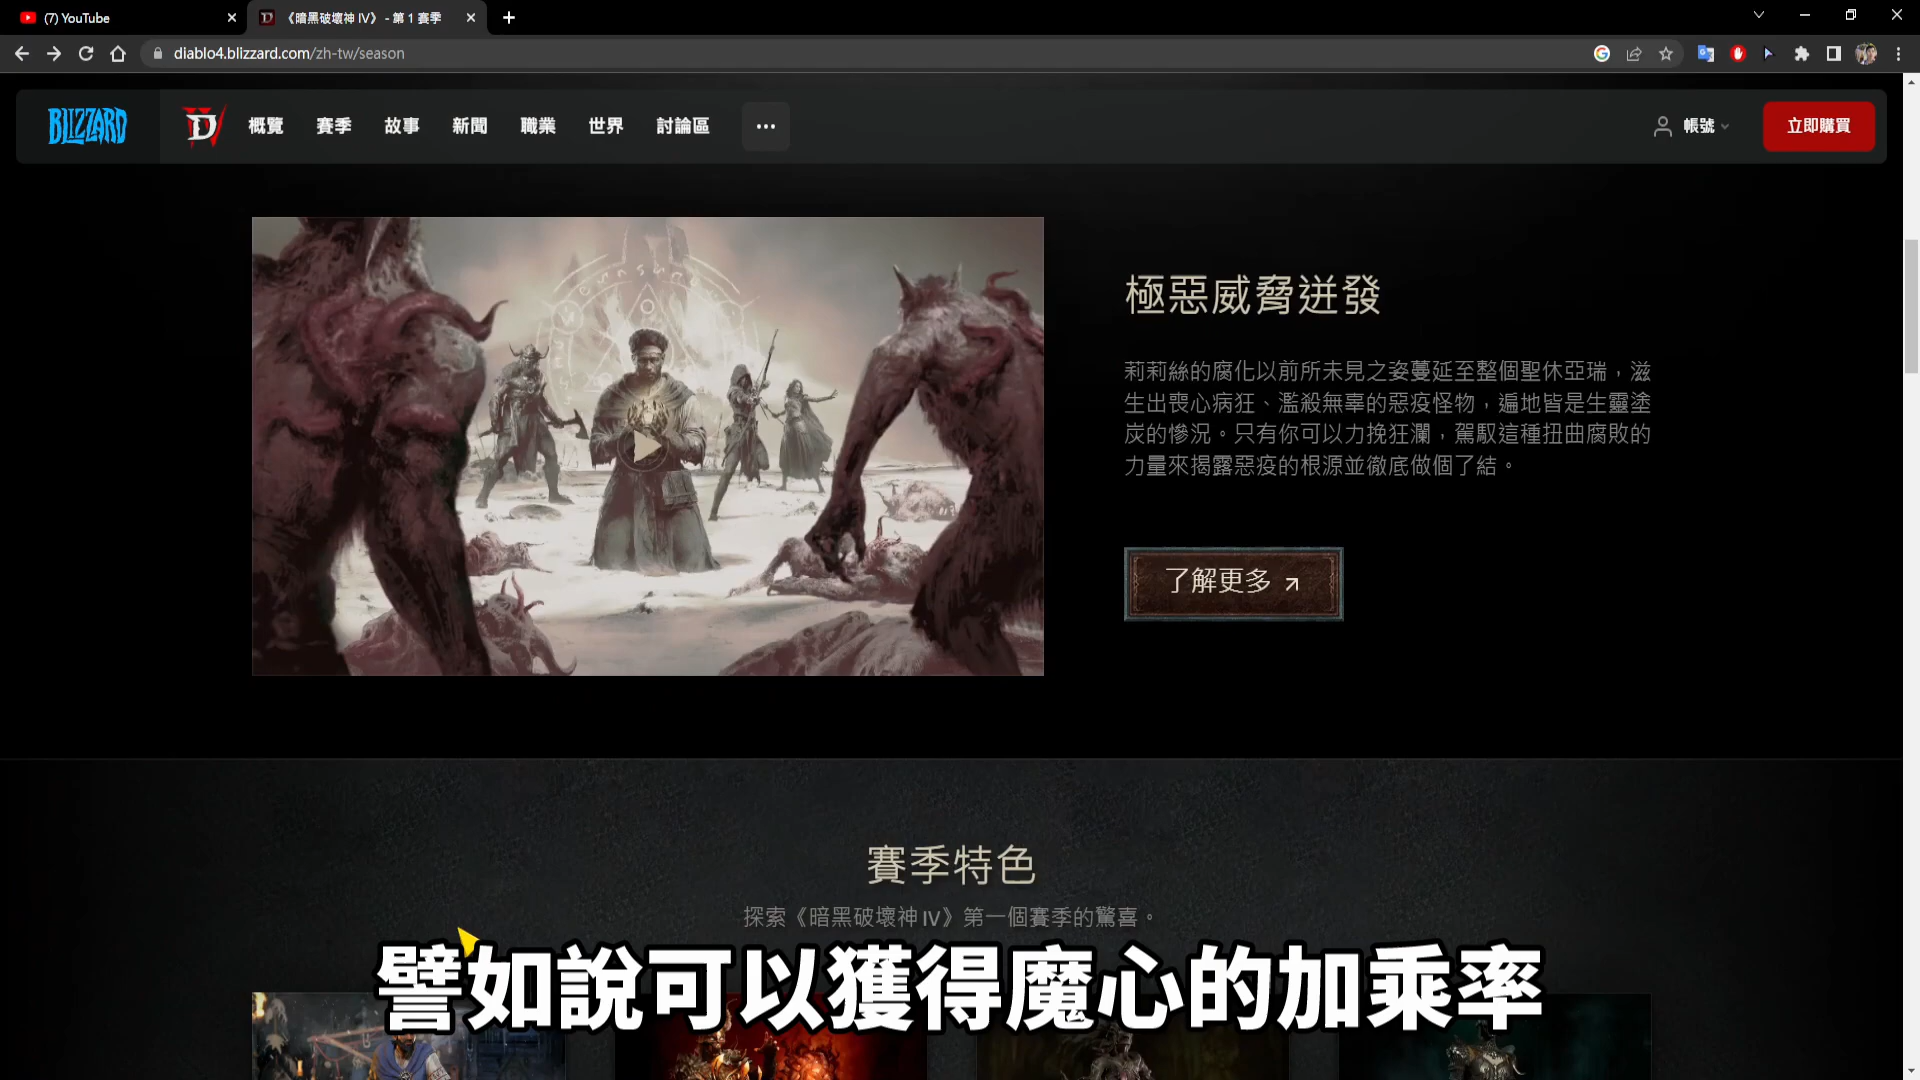 (7) YouTube
《暗黑破壞神 IV》 - 第 1 賽季
diablo4.blizzard.com/zh-tw/season
BLIZZARD
概覽
賽季
故事
新聞
職業
世界
討論區
帳號
立即購買
極惡威脅迸發
莉莉絲的腐化以前所未見之姿蔓延至整個聖休亞瑞，滋
生出喪心病狂、濫殺無辜的惡疫怪物，遍地皆是生靈塗
炭的慘況。只有你可以力挽狂瀾，駕馭這種扭曲腐敗的
力量來揭露惡疫的根源並徹底做個了結。
了解更多
賽季特色
探索《暗黑破壞神 IV》第一個賽季的驚喜。
譬如說可以獲得魔心的加乘率